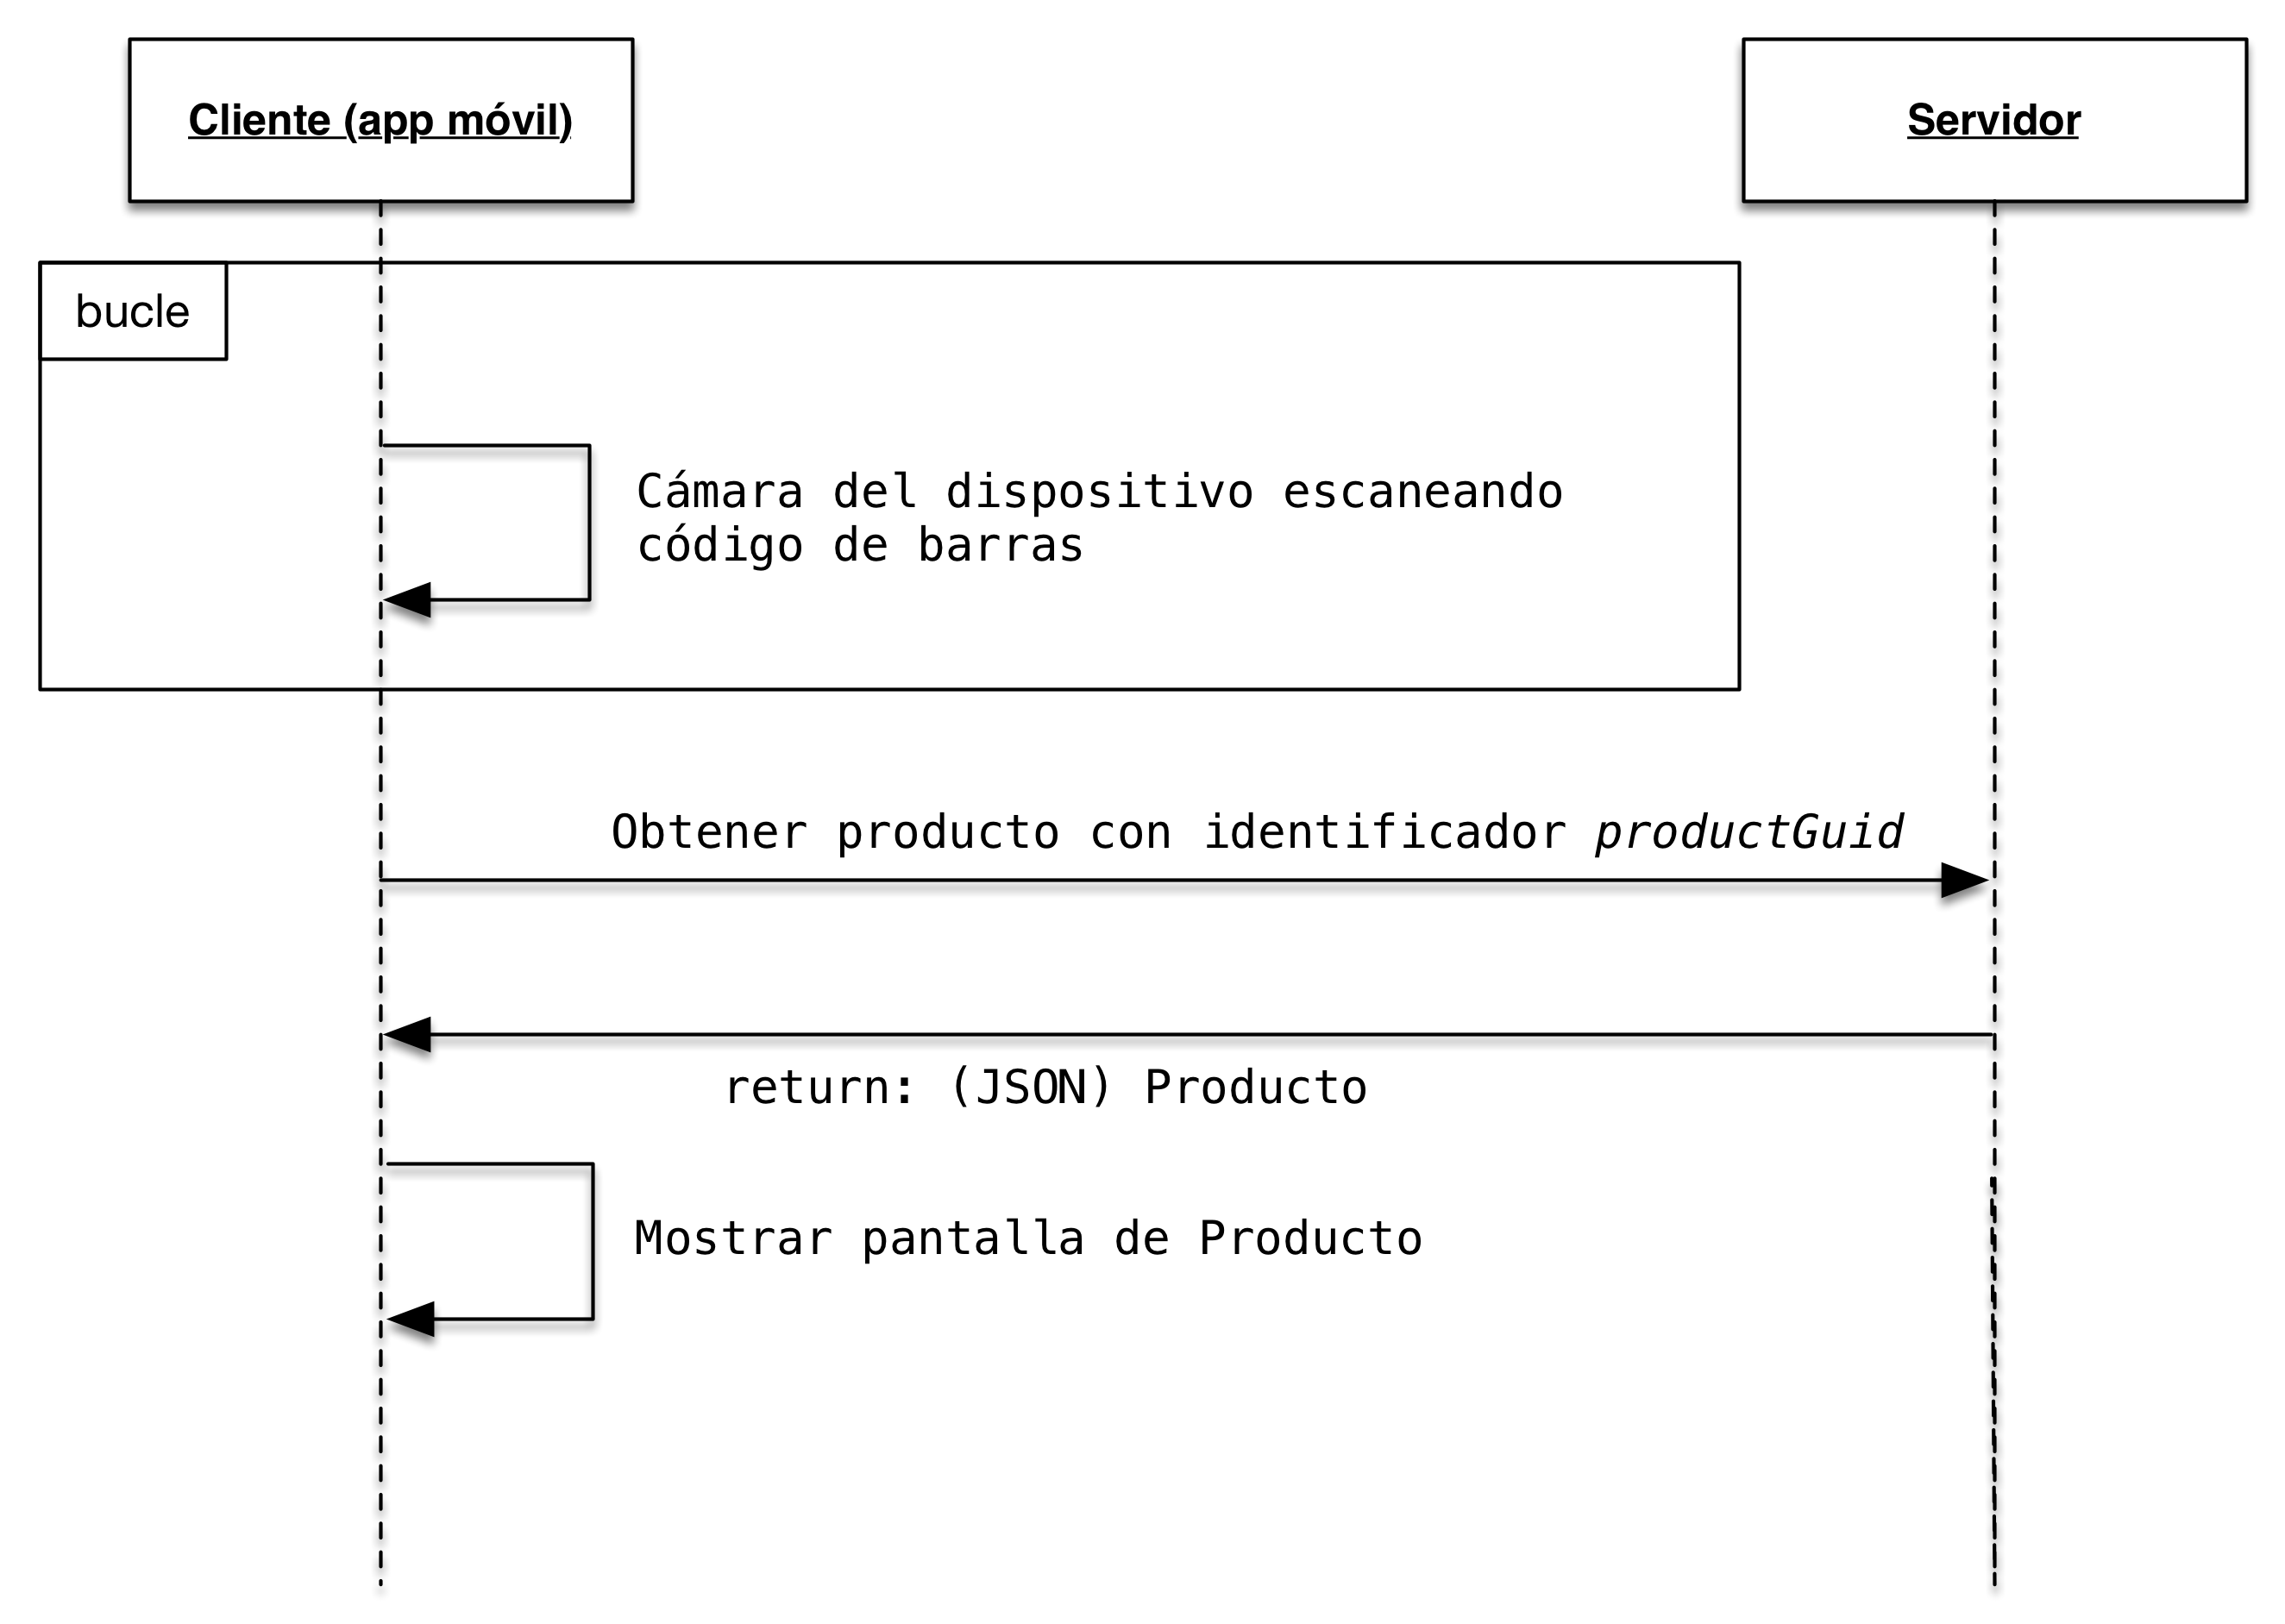 Cliente (app móvil)
Servidor
bucle
Cámara del dispositivo escaneando
código de barras
Obtener producto con identificador productGuid
return: (JSON) Producto
Mostrar pantalla de Producto